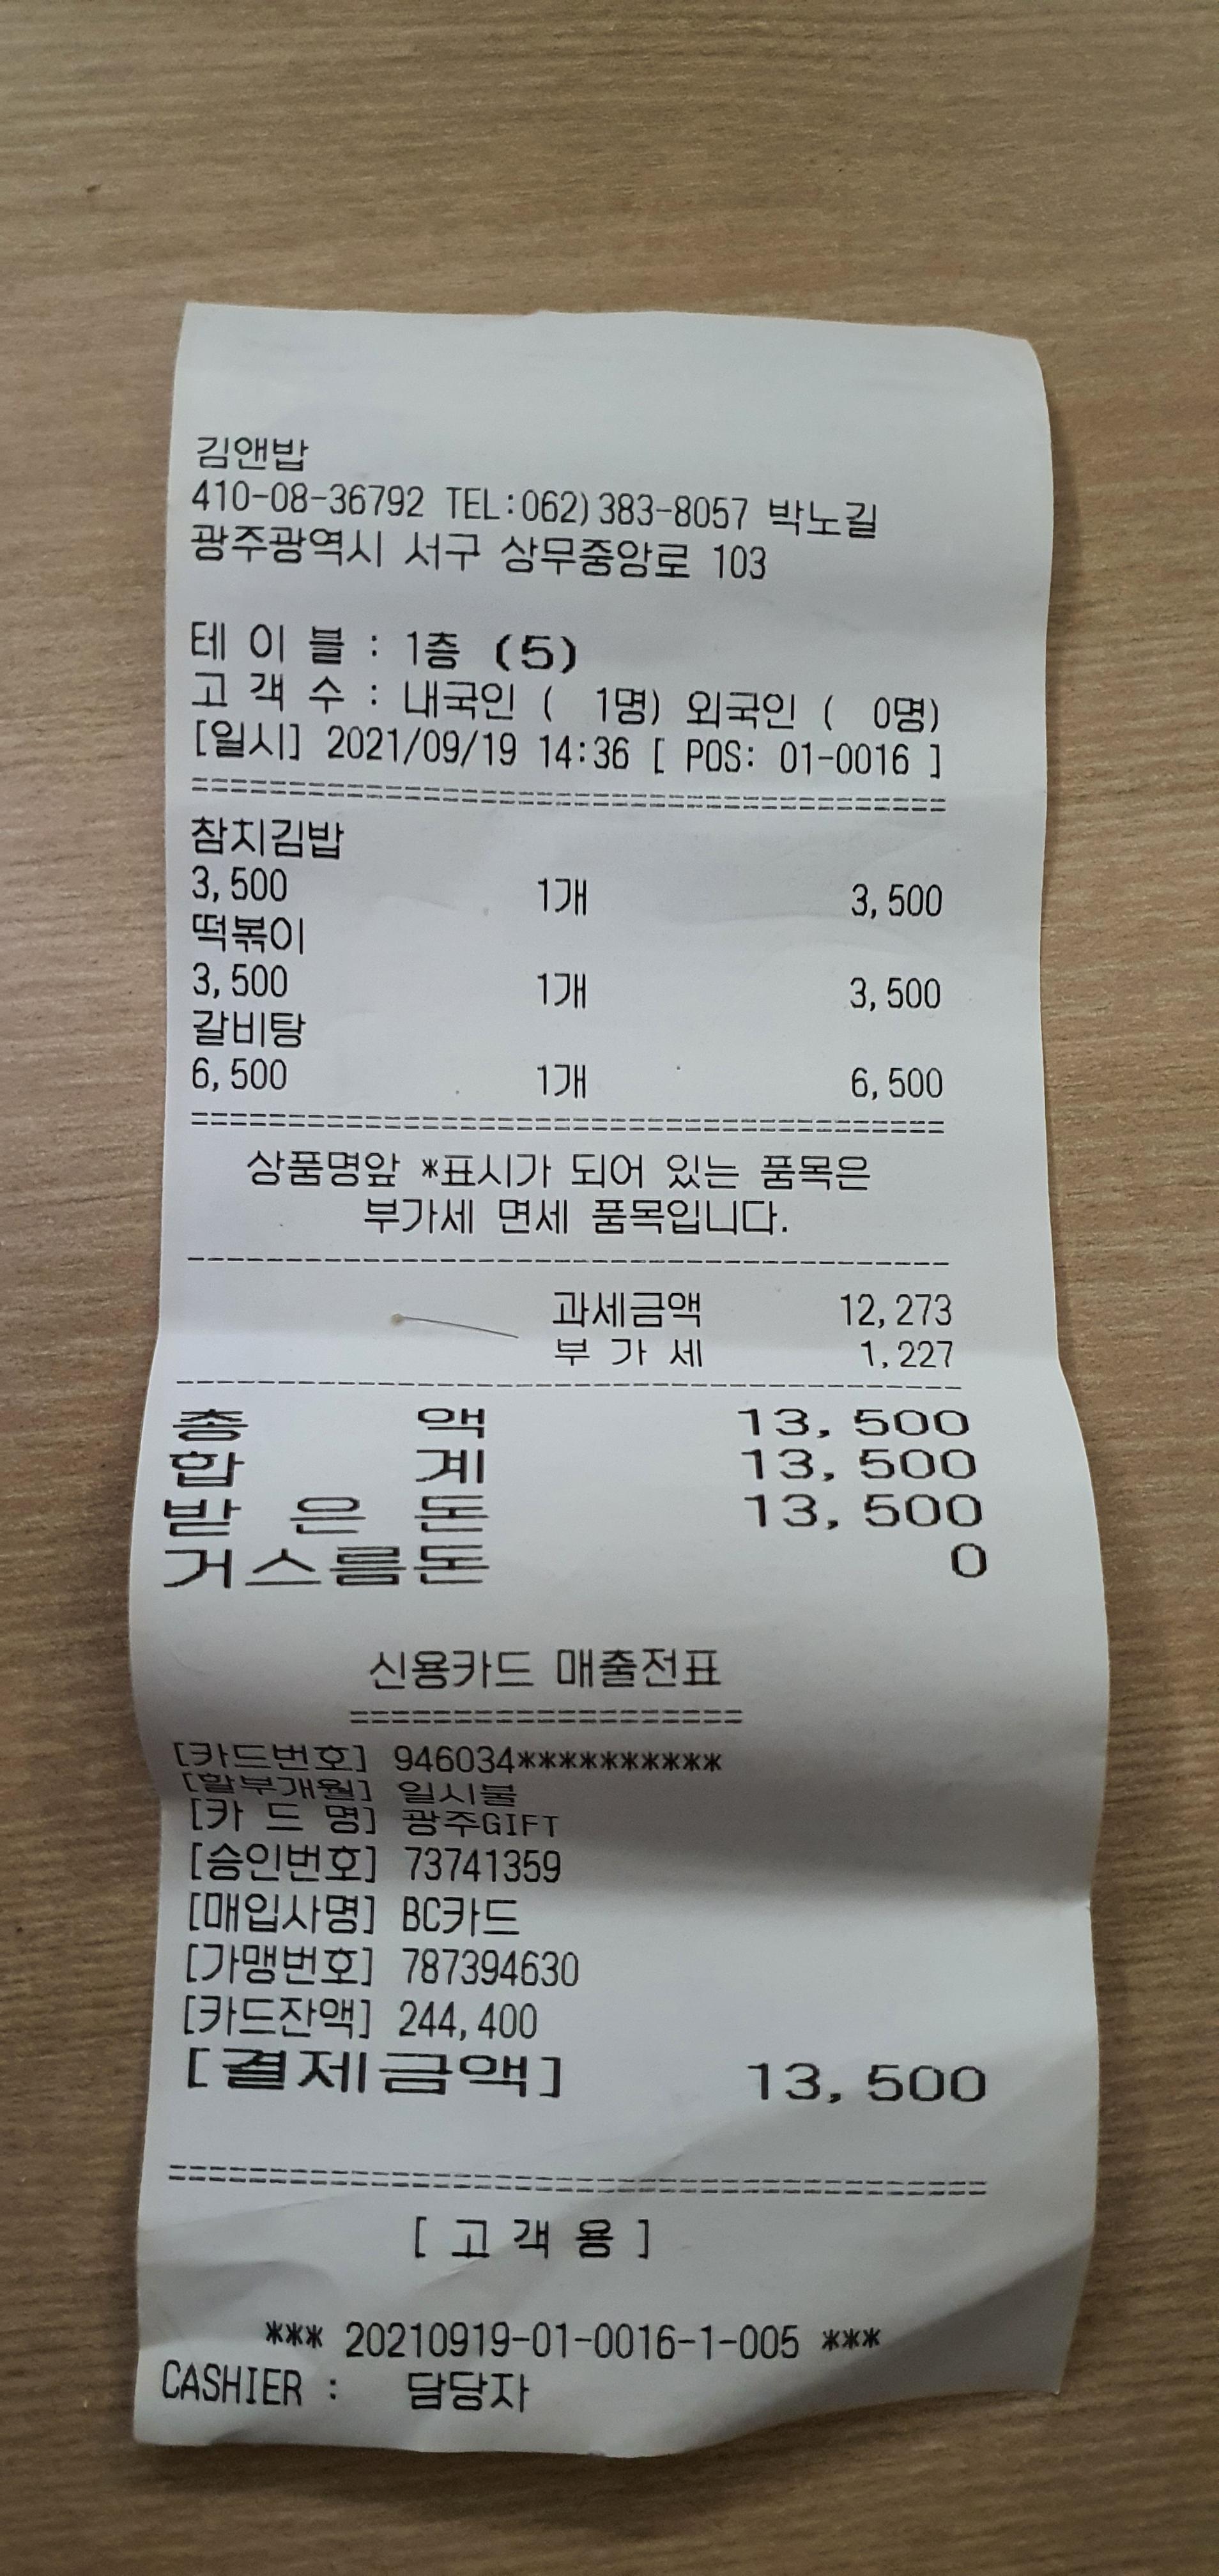 김앤밥
410-08-36792 TEL:062)383-8057 박노길
광주광역시 서구 상무중앙로 103
테 이 블 : 1층 (5)
고 객 수 : 내국인 ( 1명) 외국인 ( 0명)
[일시] 2021/09/19 14:36 [ POS: 01-0016 ]
======================================
참치김밥
3,500 1개 3,500
떡볶이
3,500 1개 3,500
갈비탕
6,500 1개 6,500
======================================
상품명앞 *표시가 되어 있는 품목은
부가세 면세 품목입니다.
--------------------------------------
과세금액 12,273
부 가 세 1,227
--------------------------------------
총 액 13,500
합 계 13,500
받 은 돈 13,500
거스름돈 0
신용카드 매출전표
===================
[카드번호] 946034**********
[할부개월] 일시불
[카 드 명] 광주GIFT
[승인번호] 73741359
[매입사명] BC카드
[가맹번호] 787394630
[카드잔액] 244,400
[결제금액] 13,500
======================================
[ 고 객 용 ]
*** 20210919-01-0016-1-005 ***
CASHIER : 담당자